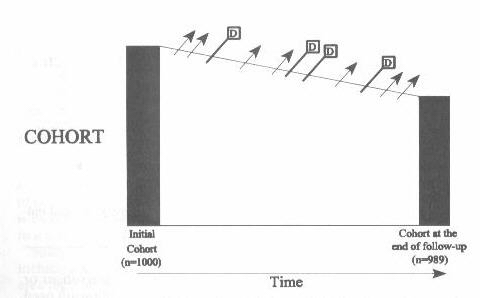 D
D
D
D
COHORT
Initial
Cohort
(n=1000)
Cohort at the
end of follow-up
(n=989)
Time